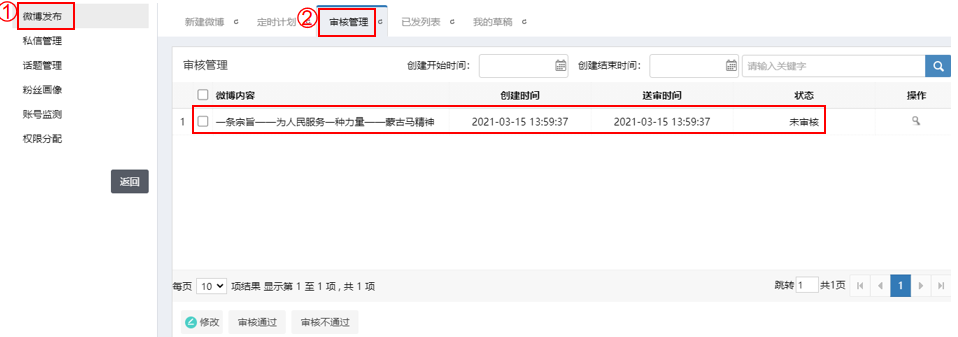 ① 微博发布
私信管理
话题管理
粉丝画像
账号监测
权限分配
返回
新建微博 定时计划 ② 审核管理 已发列表 我的草稿
审核管理 创建开始时间： 创建结束时间： 请输入关键字
微博内容 创建时间 送审时间 状态 操作
1 一条宗旨——为人民服务一种力量——蒙古马精神 2021-03-15 13:59:37 2021-03-15 13:59:37 未审核
每页 10 项结果 显示第 1 至 1 项，共 1 项 跳转 1 共1页 1
修改 审核通过 审核不通过